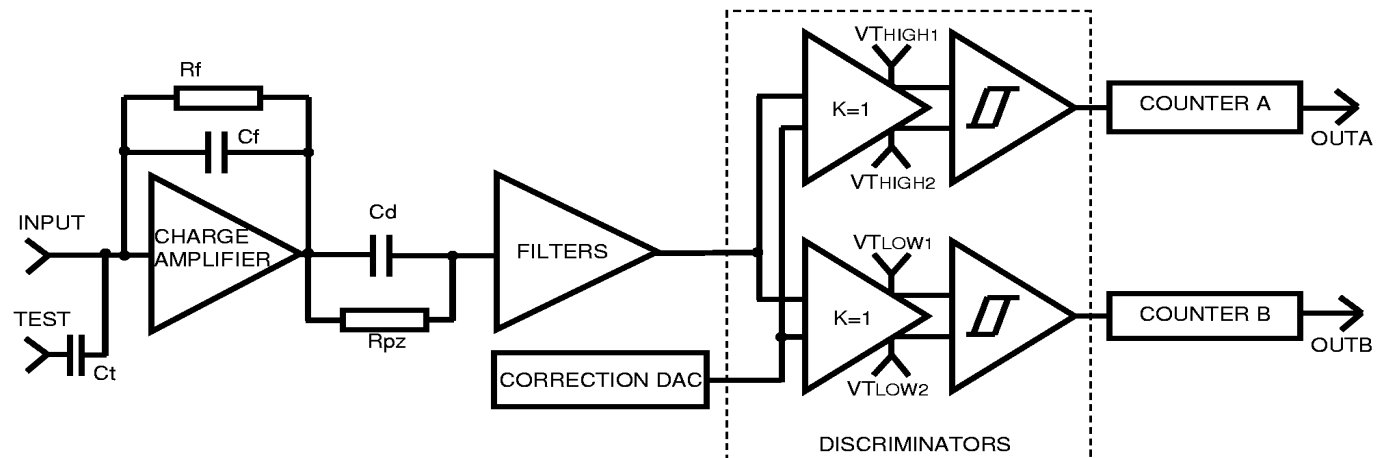 Rf
Cf
INPUT
CHARGE
AMPLIFIER
TEST
Ct
Cd
Rpz
FILTERS
CORRECTION DAC
VTHIGH1
K=1
VTHIGH2
VTLOW1
K=1
VTLOW2
DISCRIMINATORS
COUNTER A
OUTA
COUNTER B
OUTB